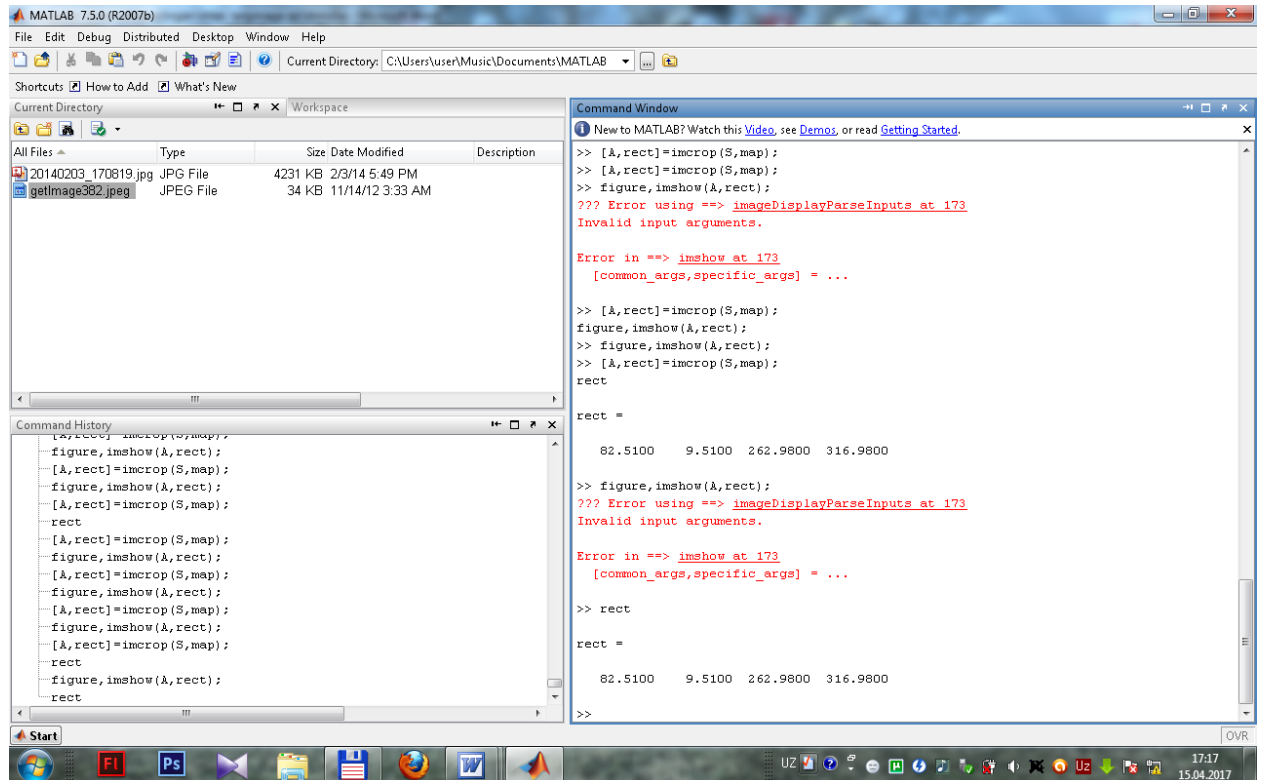 MATLAB 7.5.0 (R2007b)
File Edit Debug Distributed Desktop Window Help
Current Directory: C:\Users\user\Music\Documents\MATLAB
Shortcuts How to Add What's New
Current Directory
Workspace
All Files Type Size Date Modified Description
20140203_170819.jpg JPG File 4231 KB 2/3/14 5:49 PM
getImage382.jpeg JPEG File 34 KB 11/14/12 3:33 AM
Command History
[A,rect]=imcrop(S,map);
figure,imshow(A,rect);
[A,rect]=imcrop(S,map);
figure,imshow(A,rect);
[A,rect]=imcrop(S,map);
rect
[A,rect]=imcrop(S,map);
figure,imshow(A,rect);
[A,rect]=imcrop(S,map);
figure,imshow(A,rect);
[A,rect]=imcrop(S,map);
figure,imshow(A,rect);
[A,rect]=imcrop(S,map);
rect
figure,imshow(A,rect);
rect
Command Window
New to MATLAB? Watch this Video, see Demos, or read Getting Started.
>> [A,rect]=imcrop(S,map);
>> [A,rect]=imcrop(S,map);
>> figure,imshow(A,rect);
??? Error using ==> imageDisplayParseInputs at 173
Invalid input arguments.
Error in ==> imshow at 173
[common_args,specific_args] = ...
>> [A,rect]=imcrop(S,map);
figure,imshow(A,rect);
>> figure,imshow(A,rect);
>> [A,rect]=imcrop(S,map);
rect
rect =
82.5100 9.5100 262.9800 316.9800
>> figure,imshow(A,rect);
??? Error using ==> imageDisplayParseInputs at 173
Invalid input arguments.
Error in ==> imshow at 173
[common_args,specific_args] = ...
>> rect
rect =
82.5100 9.5100 262.9800 316.9800
>>
Start
OVR
Fl
Ps
W
UZ
UZ
17:17
15.04.2017